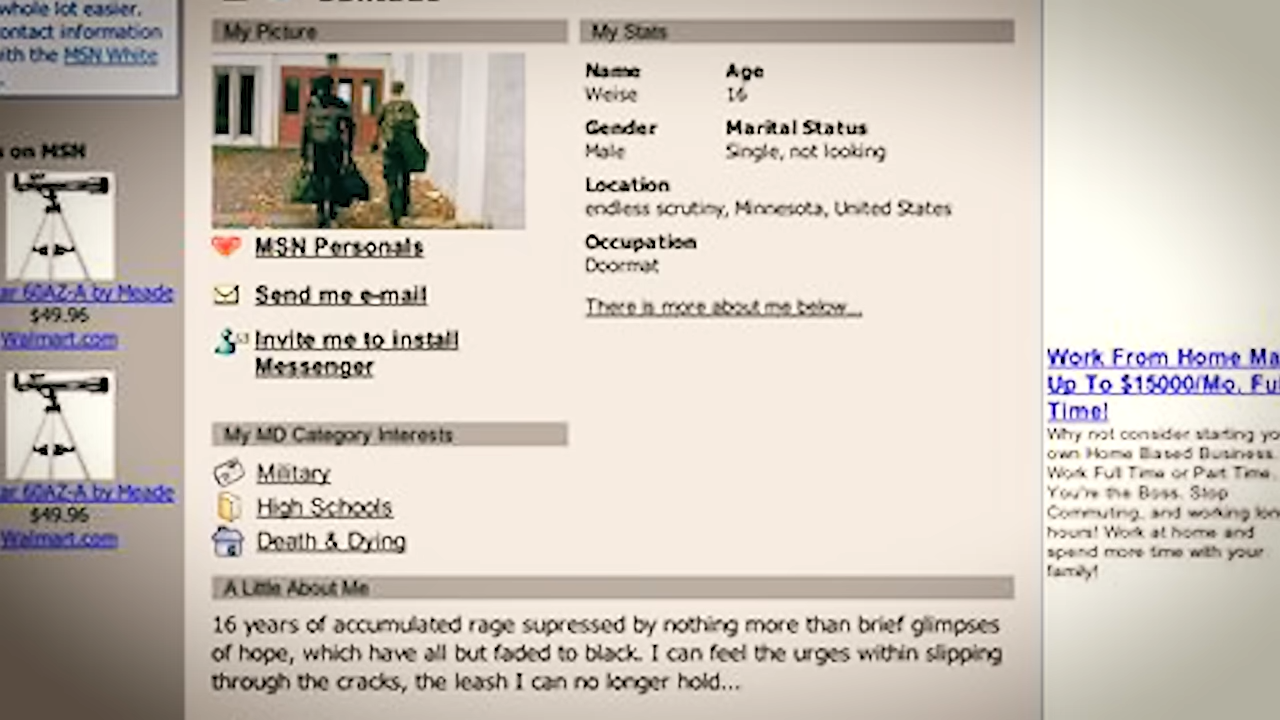 whole lot easier.
ontact information
ith the MSN White
My Picture
My Stats
Name
Age
Weise
16
Gender
Marital Status
Male
Single, not looking
Location
endless scrutiny, Minnesota, United States
Occupation
Doormat
There is more about me below...
MSN Personals
Send me e-mail
Invite me to install
Messenger
My MD Category Interests
Military
High Schools
Death & Dying
A Little About Me
16 years of accumulated rage supressed by nothing more than brief glimpses
of hope, which have all but faded to black. I can feel the urges within slipping
through the cracks, the leash I can no longer hold...
s on MSN
ar 60AZ-A by Meade
$49.96
Walmart.com
ar 60AZ-A by Meade
$49.96
Walmart.com
Work From Home Ma
Up To $15000/Mo. Ful
Time!
Why not consider starting yo
own Home Based Business.
Work Full Time or Part Time.
You're the Boss. Stop
Commuting, and working lon
hours! Work at home and
spend more time with your
family!